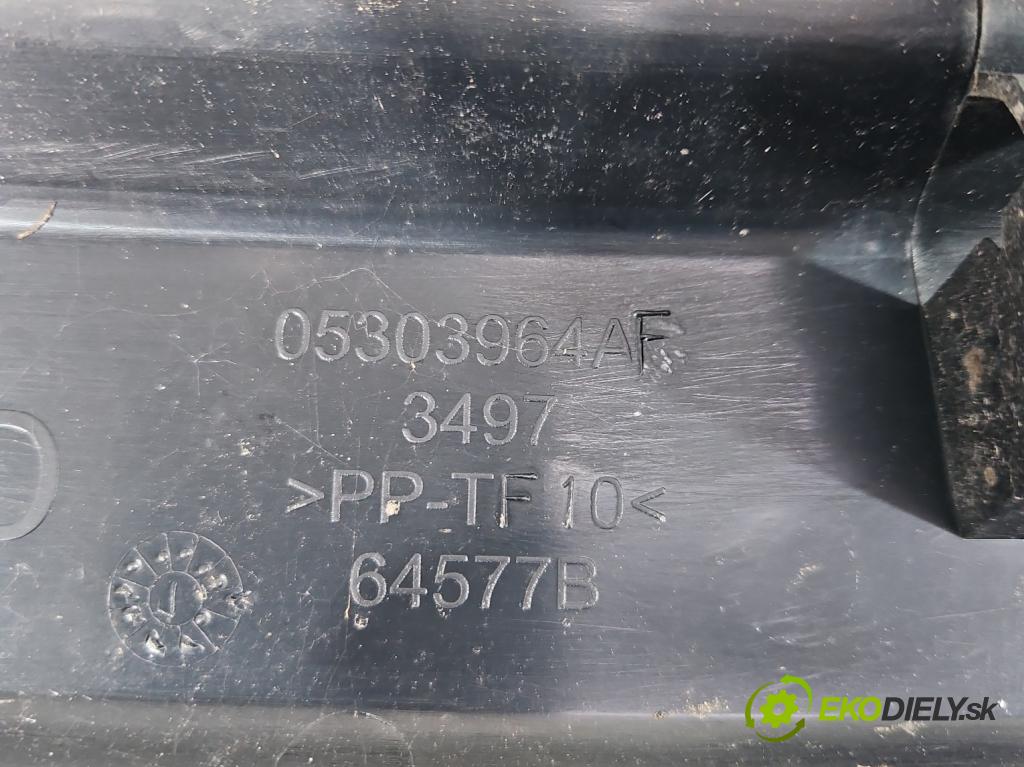 05303964AF
3497
>PP-TF10<
64577B
EKODIELY.sk